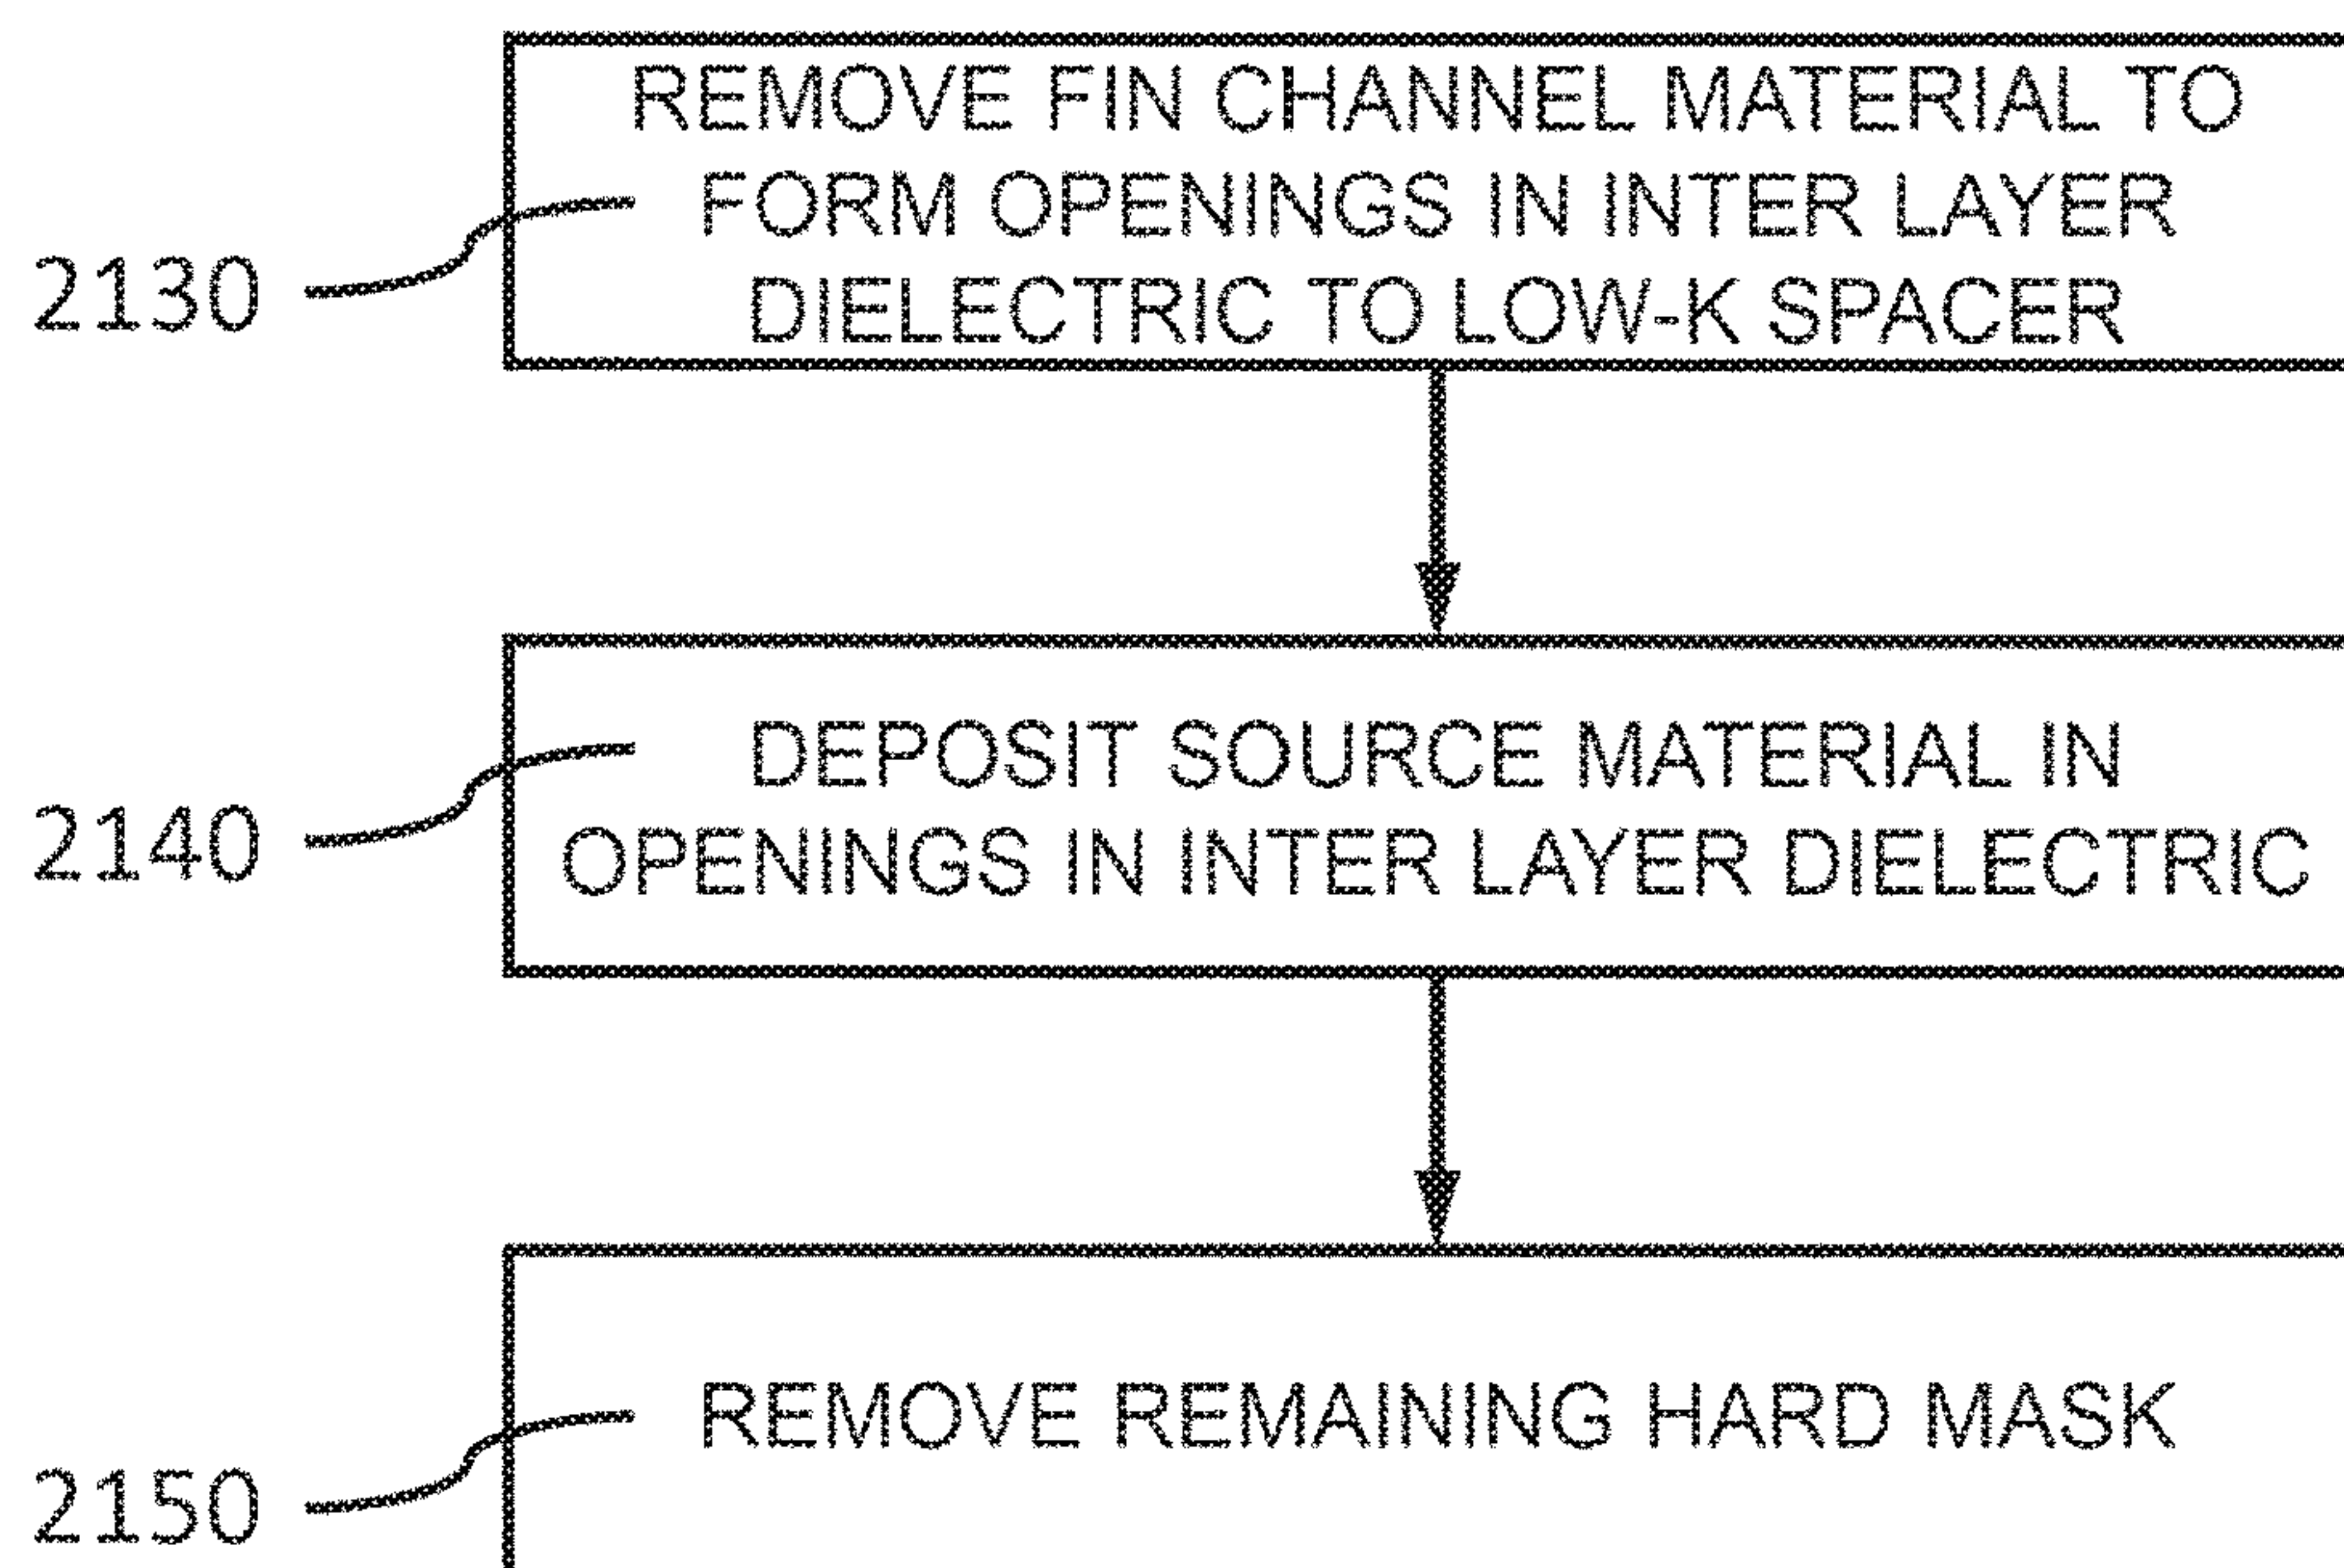 REMOVE FIN CHANNEL MATERIAL TO
FORM OPENINGS IN INTER LAYER
DIELECTRIC TO LOW-K SPACER
2130
DEPOSIT SOURCE MATERIAL IN
OPENINGS IN INTER LAYER DIELECTRIC
2140
REMOVE REMAINING HARD MASK
2150